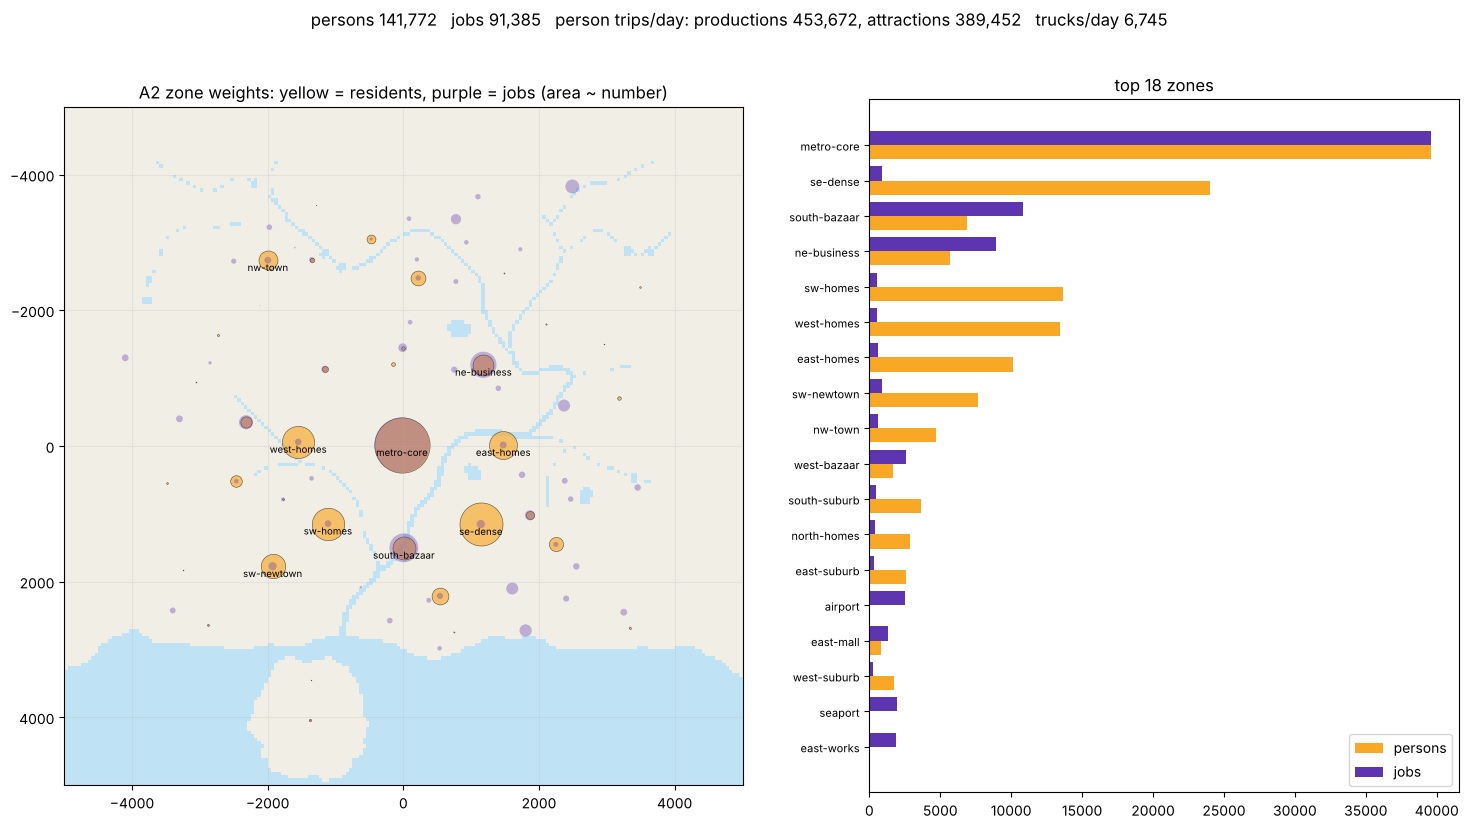 persons 141,772   jobs 91,385   person trips/day: productions 453,672, attractions 389,452   trucks/day 6,745
A2 zone weights: yellow = residents, purple = jobs (area ~ number)
−4000
−2000
0
2000
4000
−4000
−2000
0
2000
4000
nw-town
ne-business
west-homes
metro-core
east-homes
sw-homes
se-dense
south-bazaar
sw-newtown
top 18 zones
metro-core
se-dense
south-bazaar
ne-business
sw-homes
west-homes
east-homes
sw-newtown
nw-town
west-bazaar
south-suburb
north-homes
east-suburb
airport
east-mall
west-suburb
seaport
east-works
persons
jobs
0
5000
10000
15000
20000
25000
30000
35000
40000